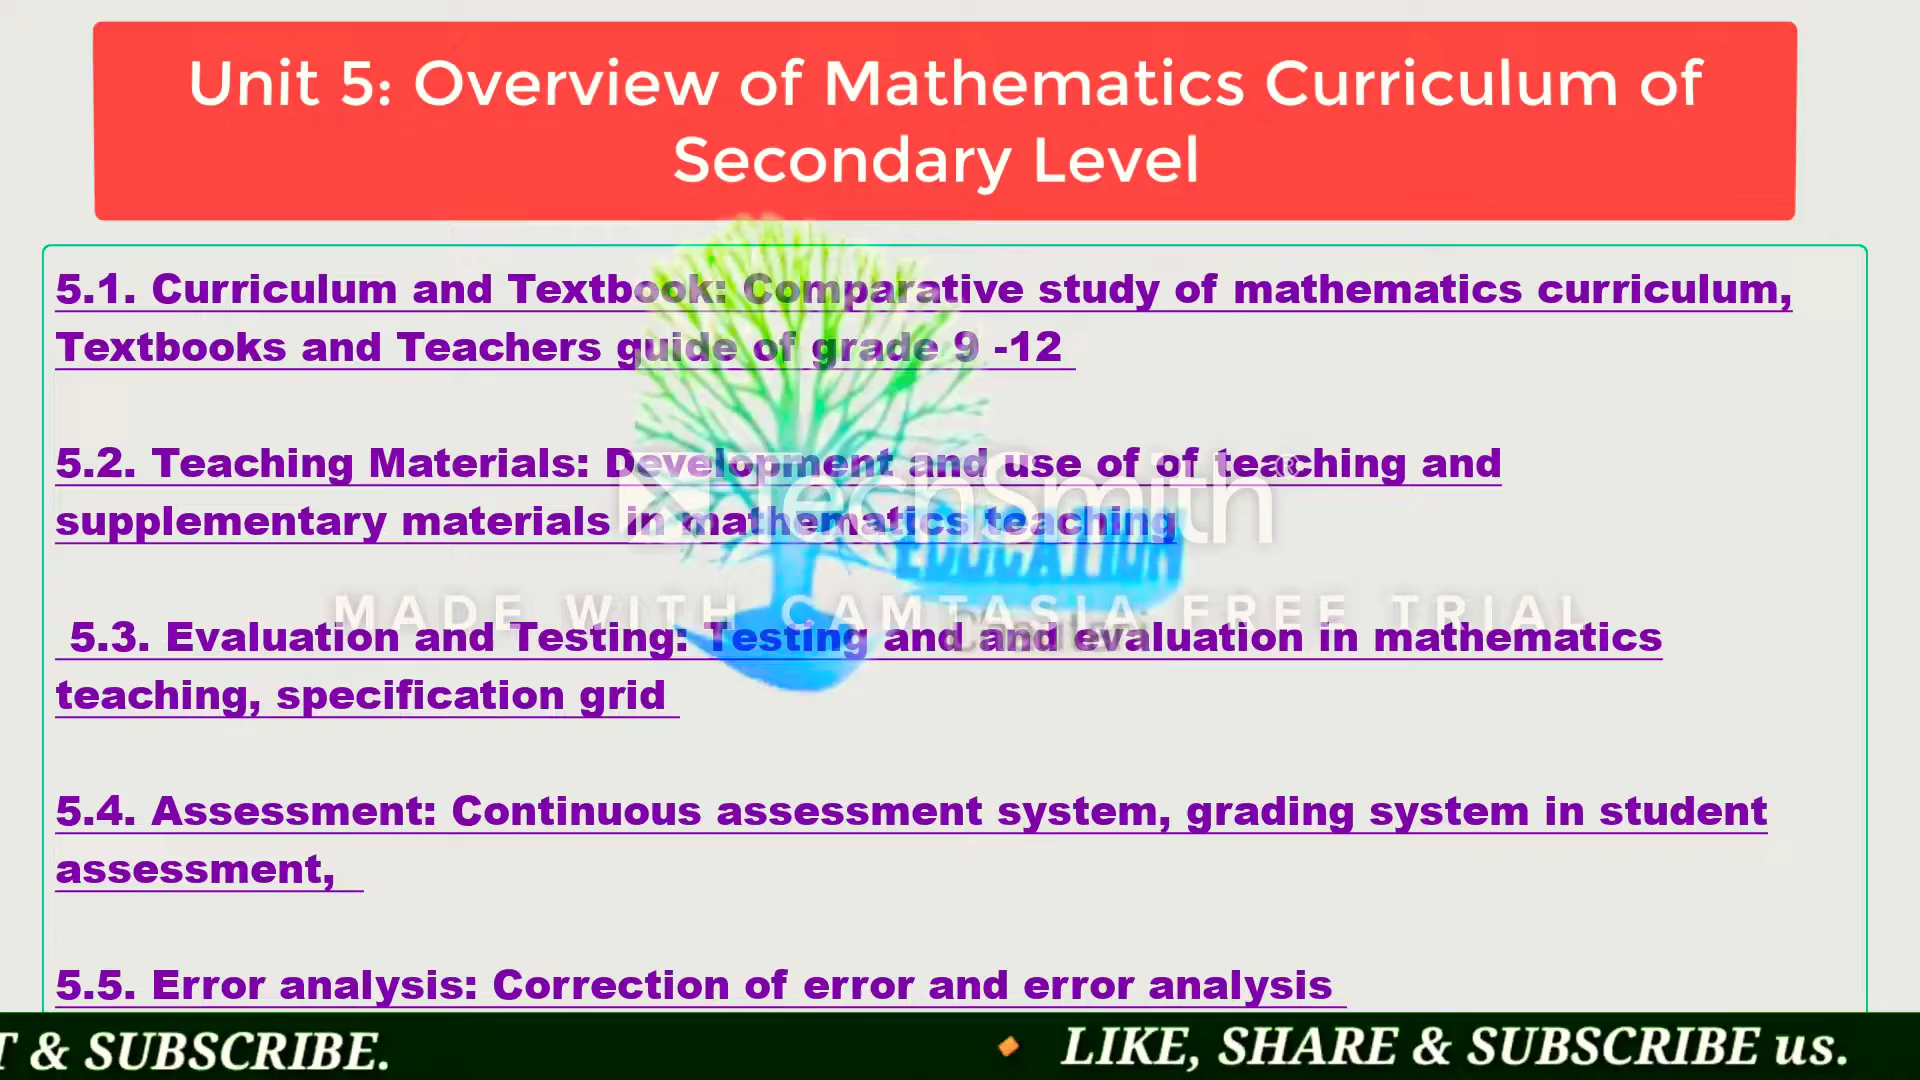 Unit 5: Overview of Mathematics Curriculum of
Secondary Level
5.1. Curriculum and Textbook: Comparative study of mathematics curriculum,
Textbooks and Teachers guide of grade 9 -12
5.2. Teaching Materials: Development and use of of teaching and
supplementary materials in mathematics teaching
TechSmith®
EDUCATION
MADE WITH CAMTASIA FREE TRIAL
5.3. Evaluation and Testing: Testing and and evaluation in mathematics
teaching, specification grid
5.4. Assessment: Continuous assessment system, grading system in student
assessment,
5.5. Error analysis: Correction of error and error analysis
T & SUBSCRIBE.
LIKE, SHARE & SUBSCRIBE us.